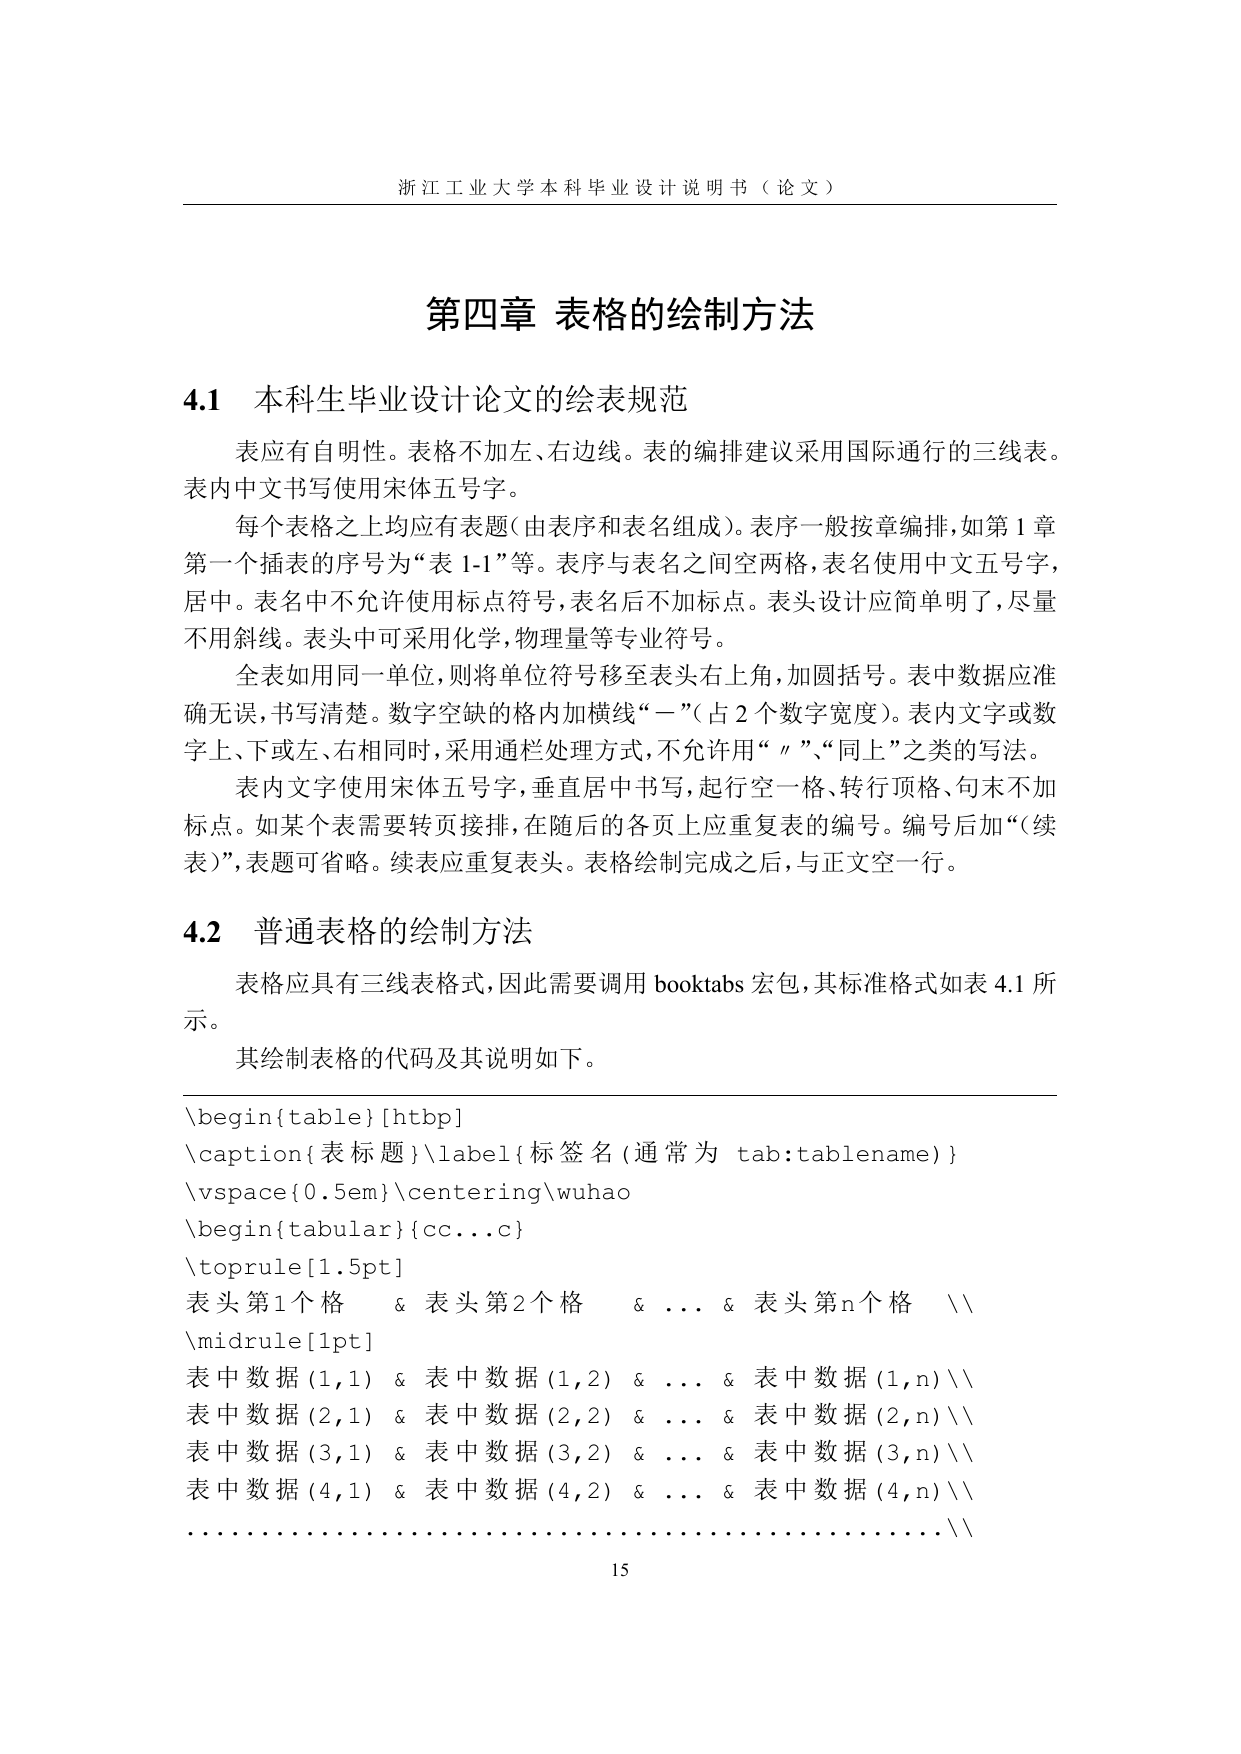 浙江工业大学本科毕业设计说明书（论文）
第四章 表格的绘制方法
4.1 本科生毕业设计论文的绘表规范
表应有自明性。表格不加左、右边线。表的编排建议采用国际通行的三线表。
表内中文书写使用宋体五号字。
每个表格之上均应有表题（由表序和表名组成）。表序一般按章编排，如第 1 章
第一个插表的序号为“表 1-1”等。表序与表名之间空两格，表名使用中文五号字，
居中。表名中不允许使用标点符号，表名后不加标点。表头设计应简单明了，尽量
不用斜线。表头中可采用化学，物理量等专业符号。
全表如用同一单位，则将单位符号移至表头右上角，加圆括号。表中数据应准
确无误，书写清楚。数字空缺的格内加横线“－”（占 2 个数字宽度）。表内文字或数
字上、下或左、右相同时，采用通栏处理方式，不允许用“〃”、“同上”之类的写法。
表内文字使用宋体五号字，垂直居中书写，起行空一格、转行顶格、句末不加
标点。如某个表需要转页接排，在随后的各页上应重复表的编号。编号后加“（续
表）”，表题可省略。续表应重复表头。表格绘制完成之后，与正文空一行。
4.2 普通表格的绘制方法
表格应具有三线表格式，因此需要调用 booktabs 宏包，其标准格式如表 4.1 所
示。
其绘制表格的代码及其说明如下。
\begin{table}[htbp]
\caption{表标题}\label{标签名(通常为 tab:tablename)}
\vspace{0.5em}\centering\wuhao
\begin{tabular}{cc...c}
\toprule[1.5pt]
表头第1个格 & 表头第2个格 & ... & 表头第n个格 \\
\midrule[1pt]
表中数据(1,1) & 表中数据(1,2) & ... & 表中数据(1,n)\\
表中数据(2,1) & 表中数据(2,2) & ... & 表中数据(2,n)\\
表中数据(3,1) & 表中数据(3,2) & ... & 表中数据(3,n)\\
表中数据(4,1) & 表中数据(4,2) & ... & 表中数据(4,n)\\
...................................................\\
15